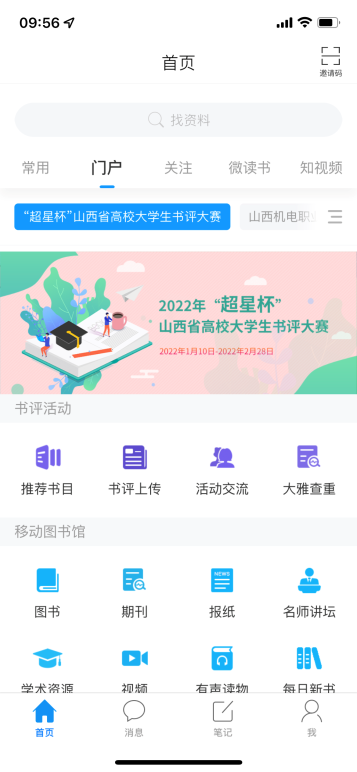 09:56
首页
邀请码
找资料
常用
门户
关注
微读书
知视频
“超星杯”山西省高校大学生书评大赛
山西机电职
2022年“超星杯”
山西省高校大学生书评大赛
2022年1月10日-2022年2月28日
书评活动
推荐书目
书评上传
活动交流
大雅查重
移动图书馆
NEWS
图书
期刊
报纸
名师讲坛
学术资源
视频
有声读物
每日新书
首页
消息
笔记
我